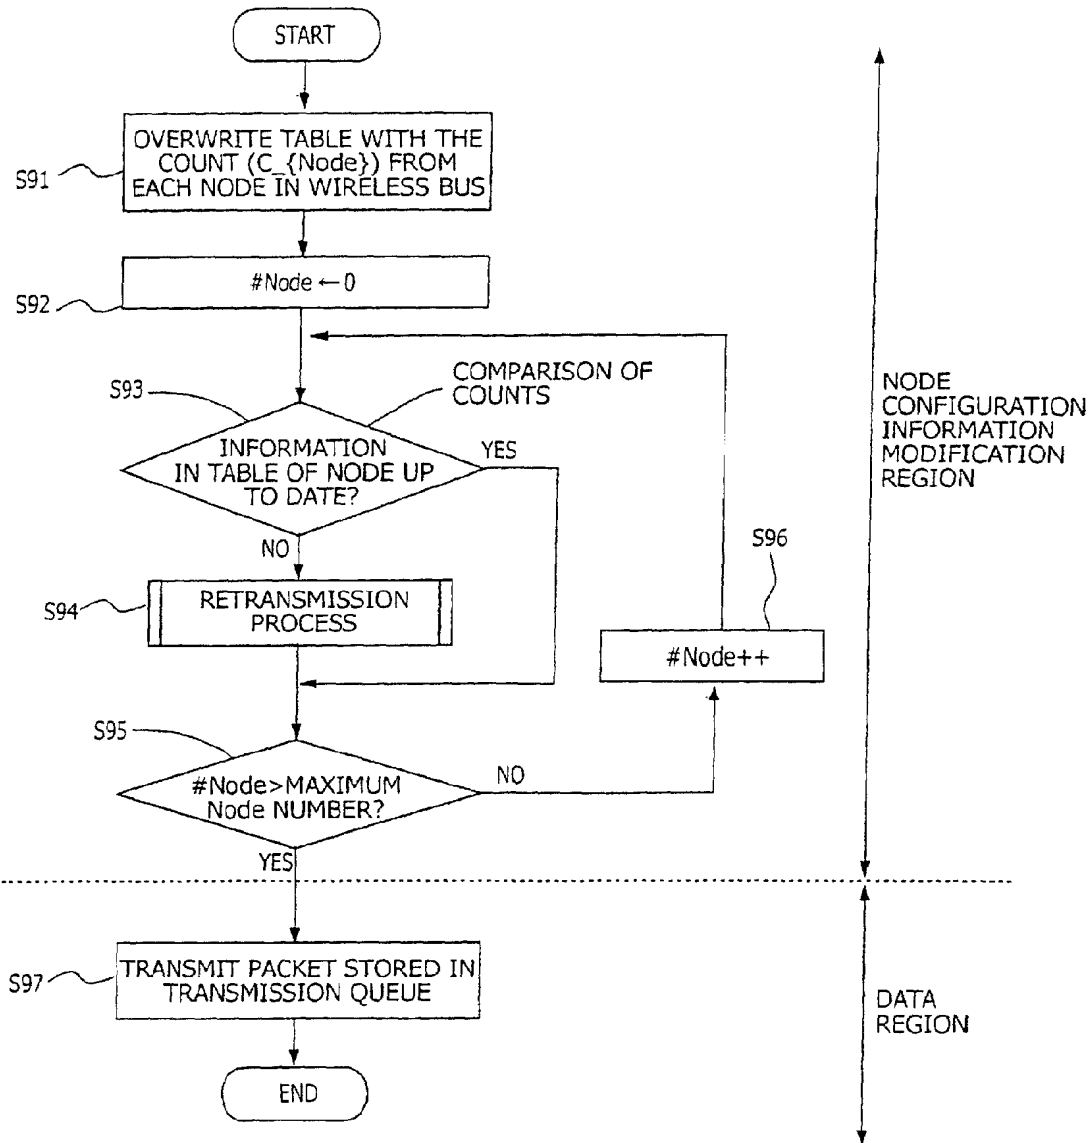 START
OVERWRITE TABLE WITH THE
COUNT (C_{Node}) FROM
EACH NODE IN WIRELESS BUS
S91
#Node ← 0
S92
COMPARISON OF
COUNTS
S93
INFORMATION
IN TABLE OF NODE UP
TO DATE?
YES
NO
NODE
CONFIGURATION
INFORMATION
MODIFICATION
REGION
S96
S94
RETRANSMISSION
PROCESS
#Node++
S95
#Node>MAXIMUM
Node NUMBER?
NO
YES
S97
TRANSMIT PACKET STORED IN
TRANSMISSION QUEUE
DATA
REGION
END